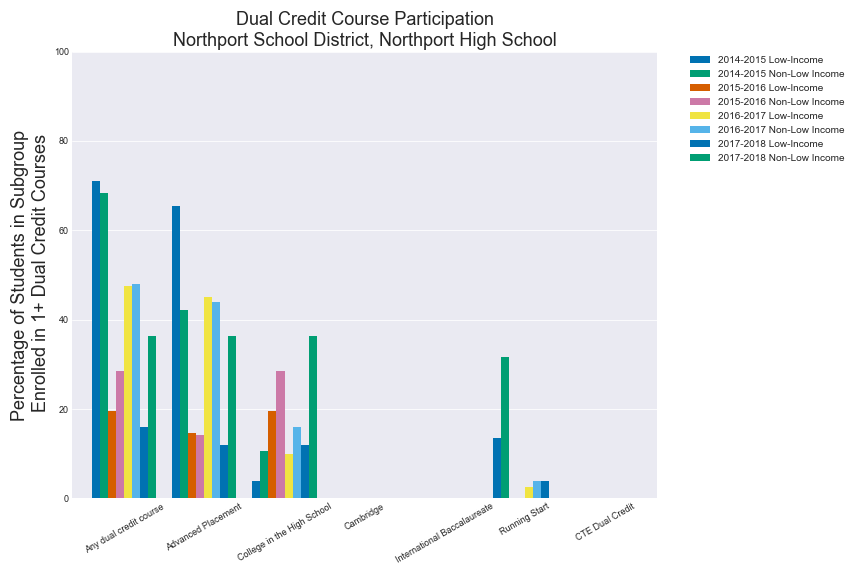 Dual Credit Course Participation
Northport School District, Northport High School
Percentage of Students in Subgroup
Enrolled in 1+ Dual Credit Courses
100
80
60
40
20
0
Any dual credit course
Advanced Placement
College in the High School
Cambridge
International Baccalaureate
Running Start
CTE Dual Credit
2014-2015 Low-Income
2014-2015 Non-Low Income
2015-2016 Low-Income
2015-2016 Non-Low Income
2016-2017 Low-Income
2016-2017 Non-Low Income
2017-2018 Low-Income
2017-2018 Non-Low Income